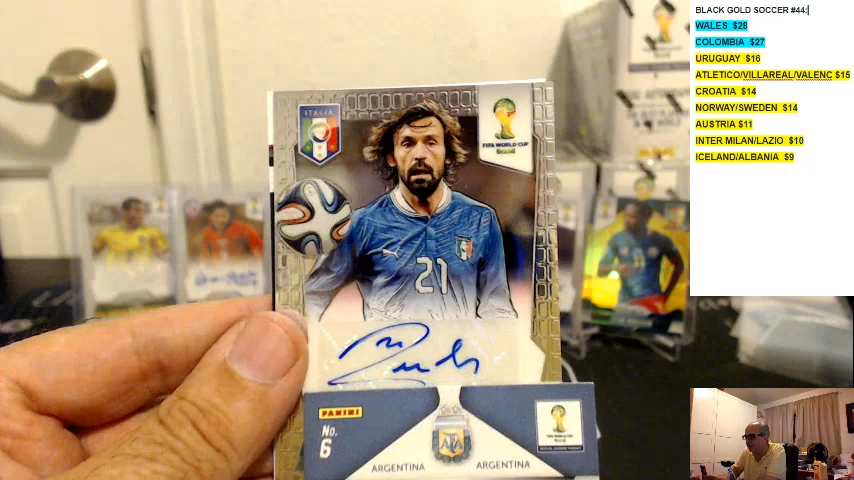 BLACK GOLD SOCCER #44:
WALES $28
COLOMBIA $27
URUGUAY $16
ATLETICO/VILLAREAL/VALENC $15
CROATIA $14
NORWAY/SWEDEN $14
AUSTRIA $11
INTER MILAN/LAZIO $10
ICELAND/ALBANIA $9
ITALIA
FIFA WORLD CUP
Brasil
21
PANINI
No.
6
AFA
ARGENTINA
ARGENTINA